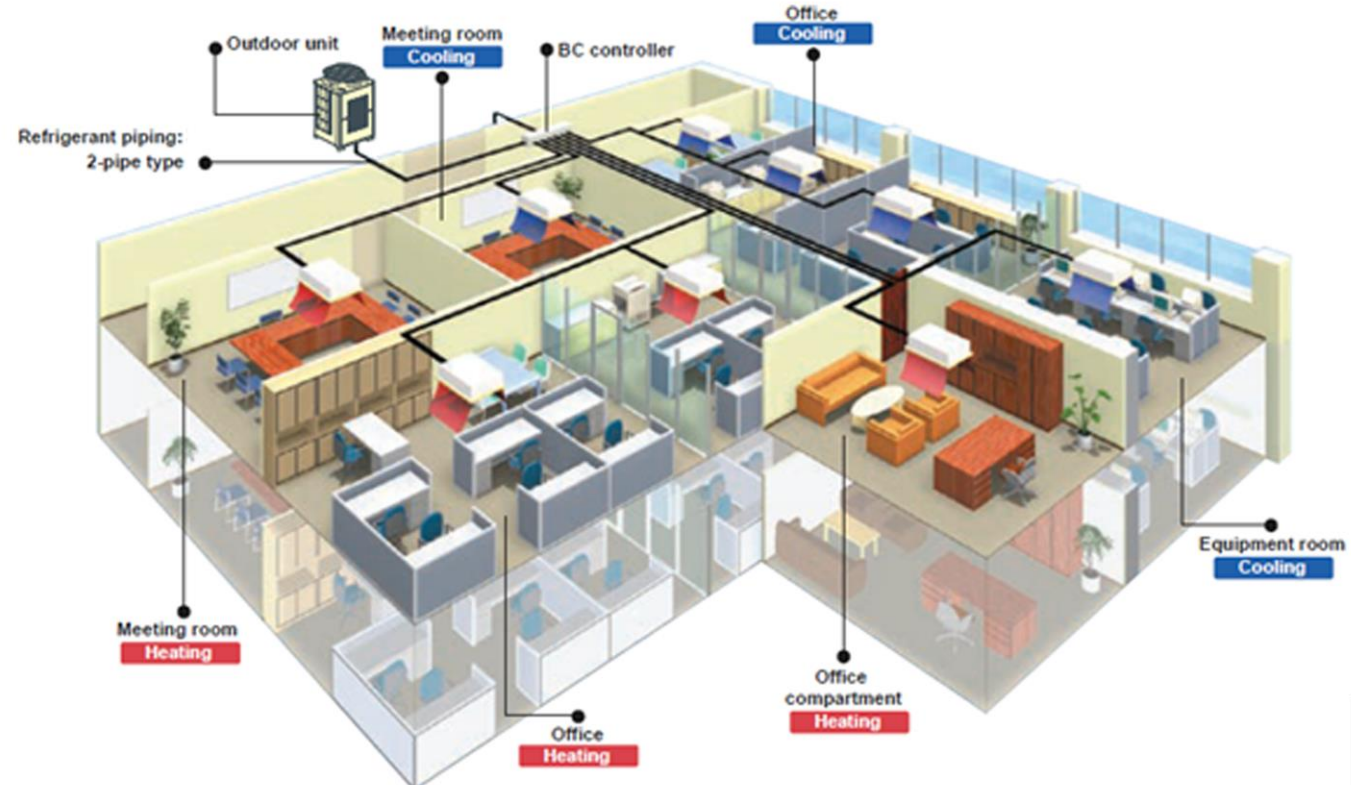 Office
Cooling
Meeting room
Cooling
Outdoor unit
BC controller
Refrigerant piping:
2-pipe type
Equipment room
Cooling
Meeting room
Heating
Office
compartment
Heating
Office
Heating